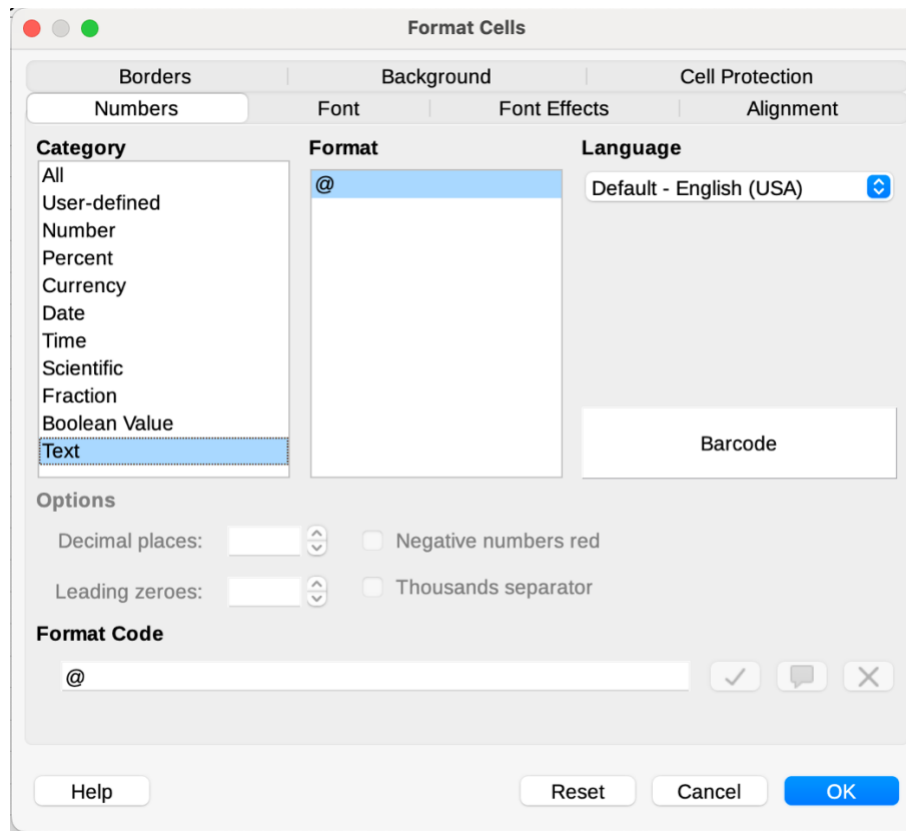 Format Cells
Borders Background Cell Protection
Numbers Font Font Effects Alignment
Category Format Language
All
User-defined
Number
Percent
Currency
Date
Time
Scientific
Fraction
Boolean Value
Text
@
Default - English (USA)
Barcode
Options
Decimal places: Negative numbers red
Leading zeroes: Thousands separator
Format Code
@
Help Reset Cancel OK